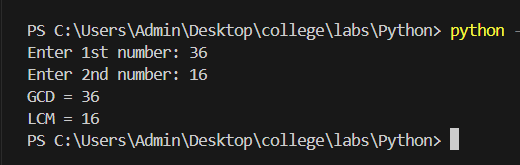 PS C:\Users\Admin\Desktop\college\labs\Python> python -
Enter 1st number: 36
Enter 2nd number: 16
GCD = 36
LCM = 16
PS C:\Users\Admin\Desktop\college\labs\Python>